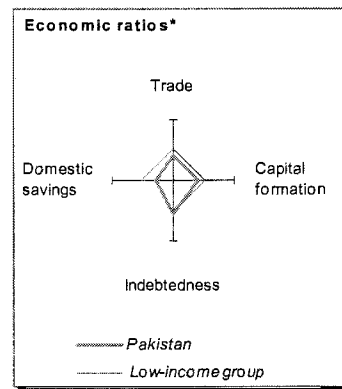 Economic ratios*
Trade
Domestic
savings
Capital
formation
Indebtedness
Pakistan
Low-income group